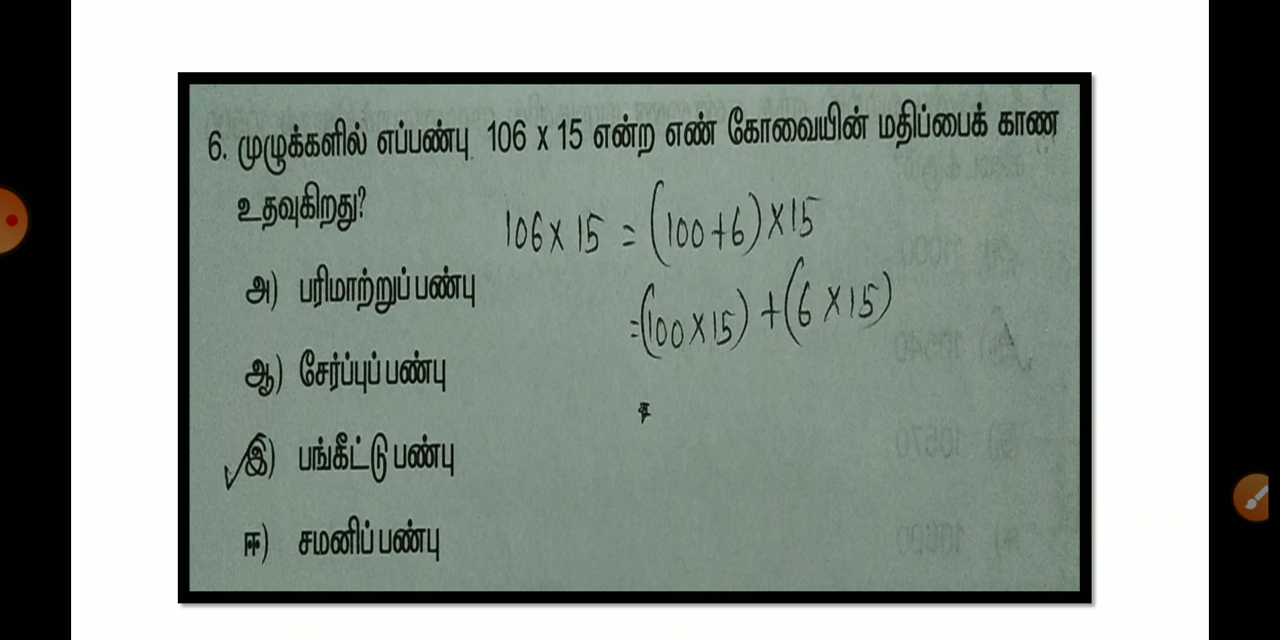 6. முழுக்களில் எப்பண்பு 106 x 15 என்ற எண் கோவையின் மதிப்பைக் காண
உதவுகிறது?
106 × 15 = (100+6) × 15
அ) பரிமாற்றுப் பண்பு
= (100 × 15) + (6 × 15)
ஆ) சேர்ப்புப் பண்பு
இ) பங்கீட்டு பண்பு
ஈ) சமனிப் பண்பு